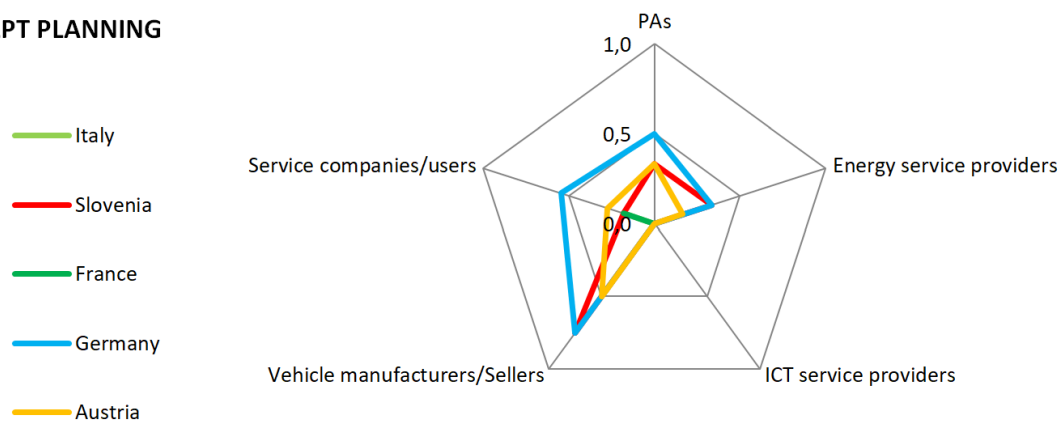 PT PLANNING
PAs
1,0
0,5
0,0
Energy service providers
ICT service providers
Vehicle manufacturers/Sellers
Service companies/users
Italy
Slovenia
France
Germany
Austria